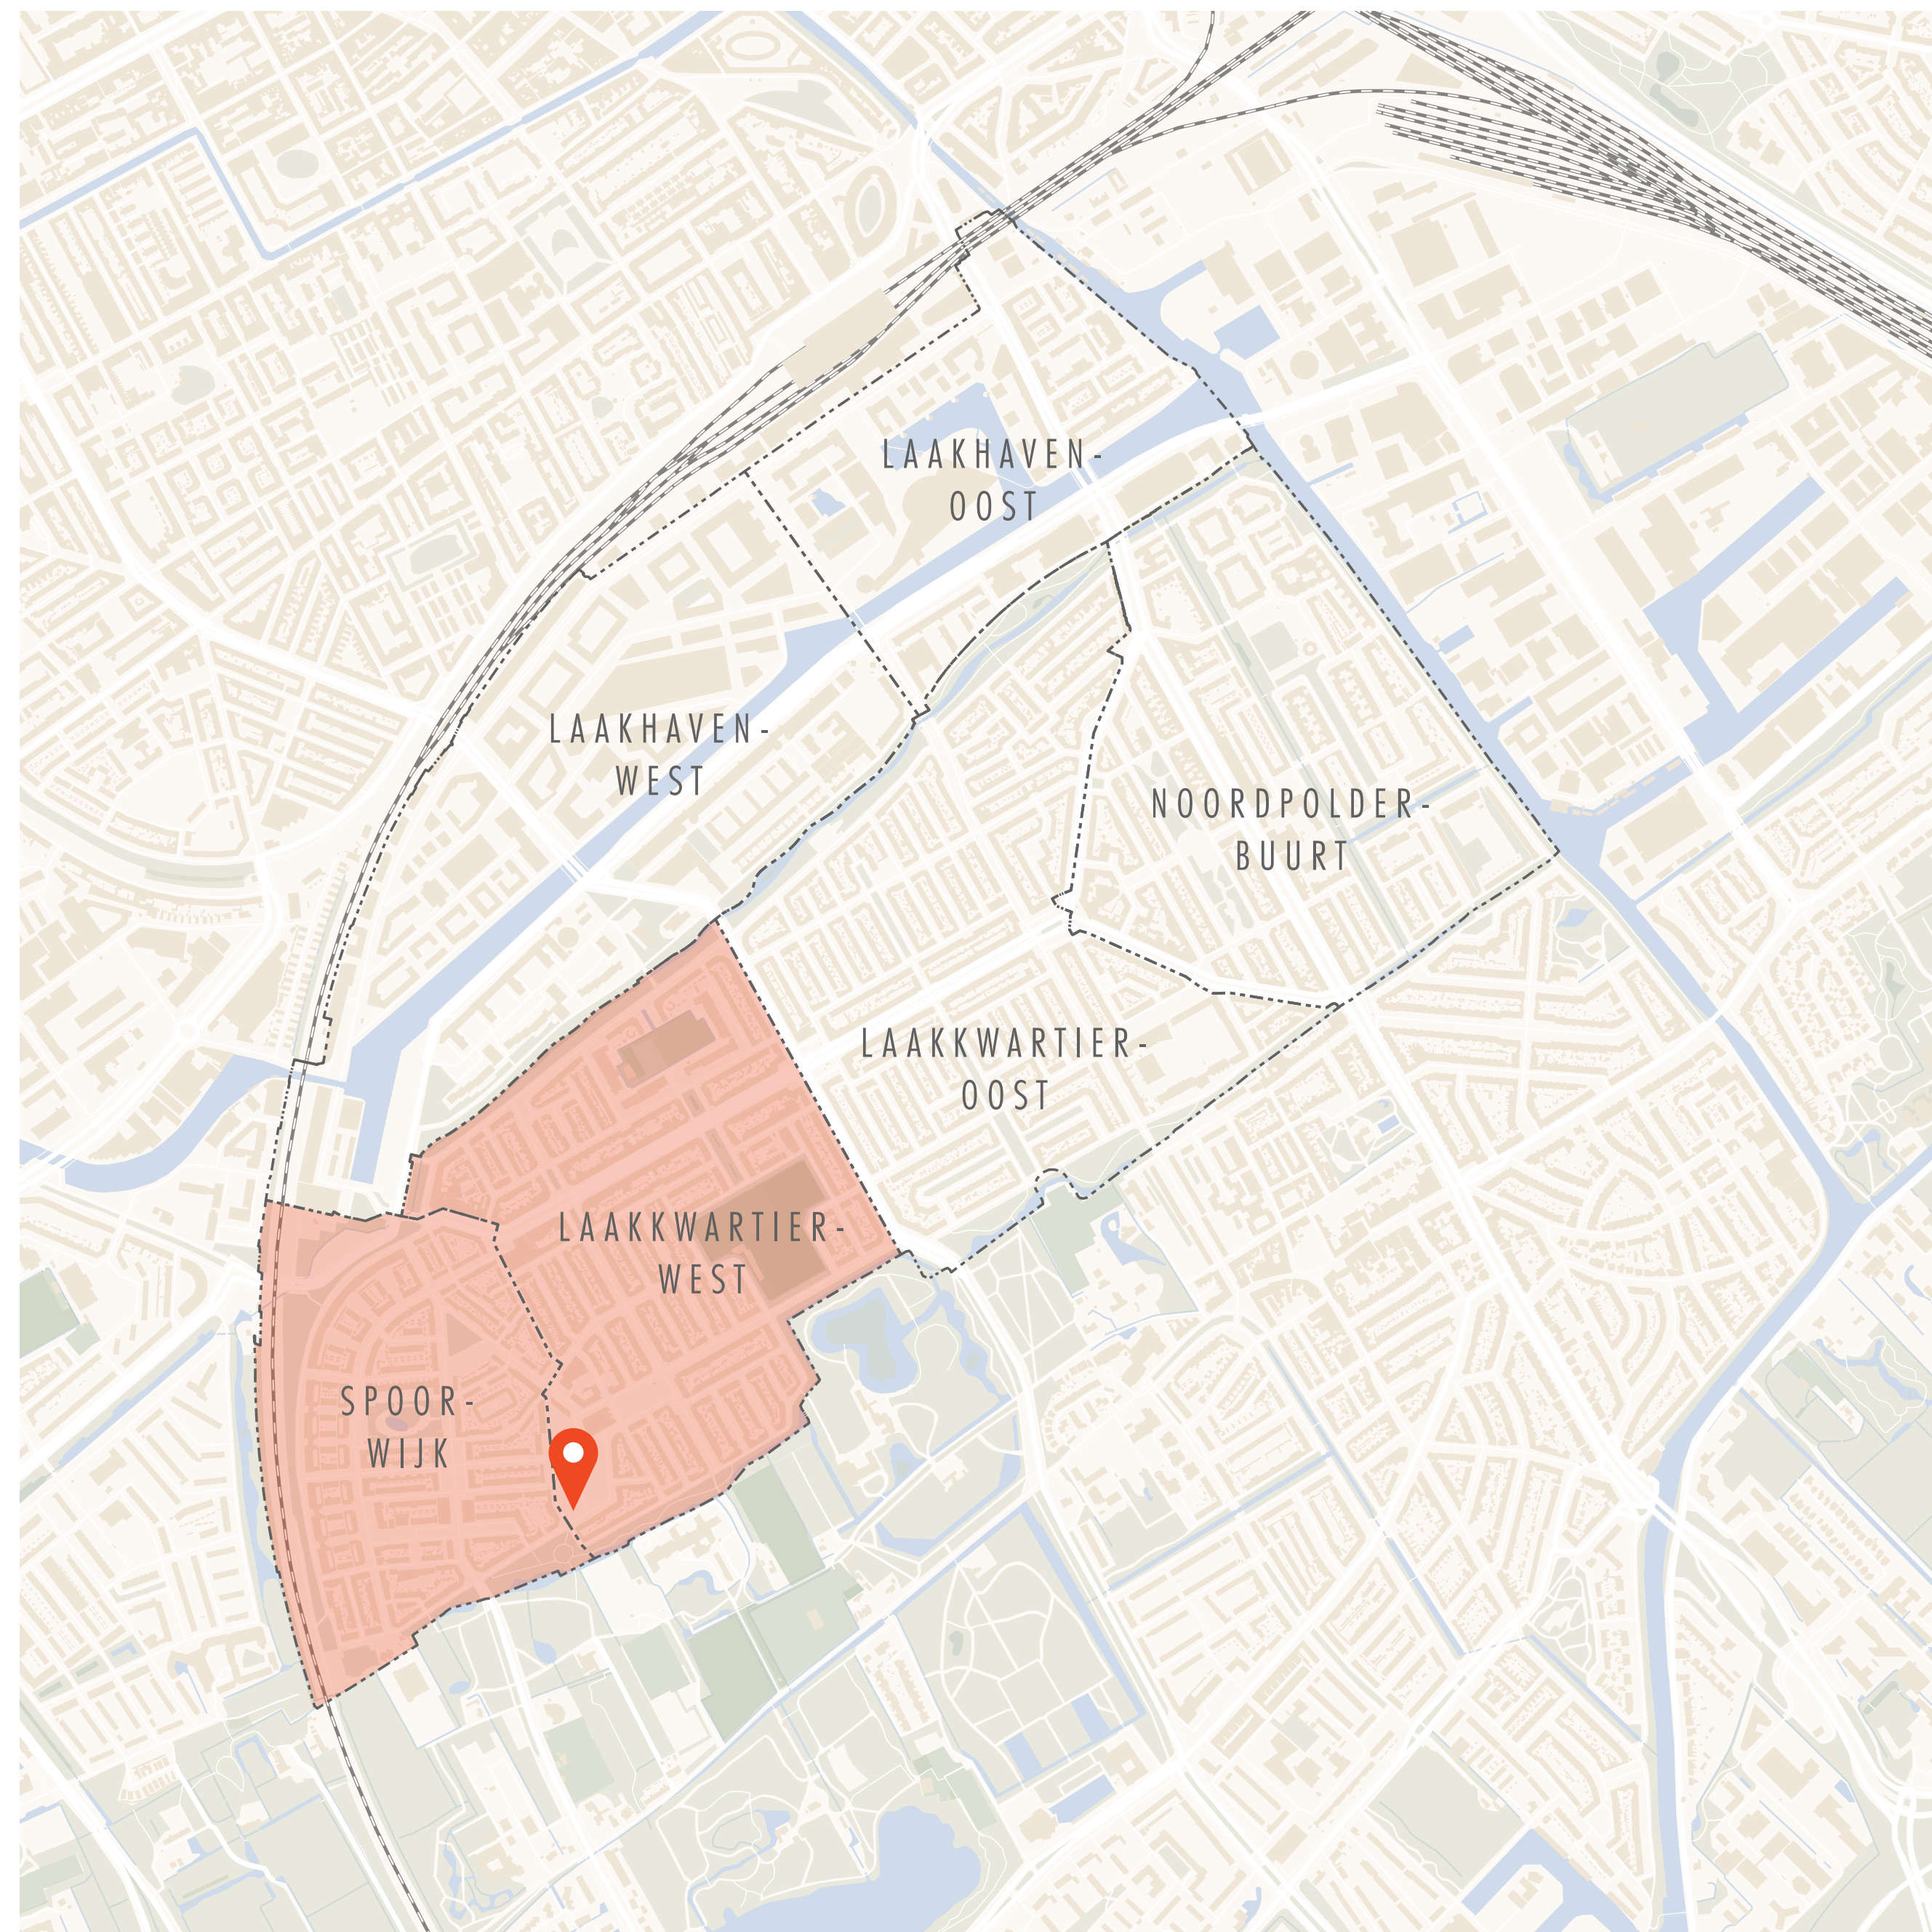 LAAKHAVEN-
OOST
LAAKHAVEN-
WEST
NOORDPOLDER-
BUURT
LAAKKWARTIER-
OOST
LAAKKWARTIER-
WEST
SPOOR-
WIJK